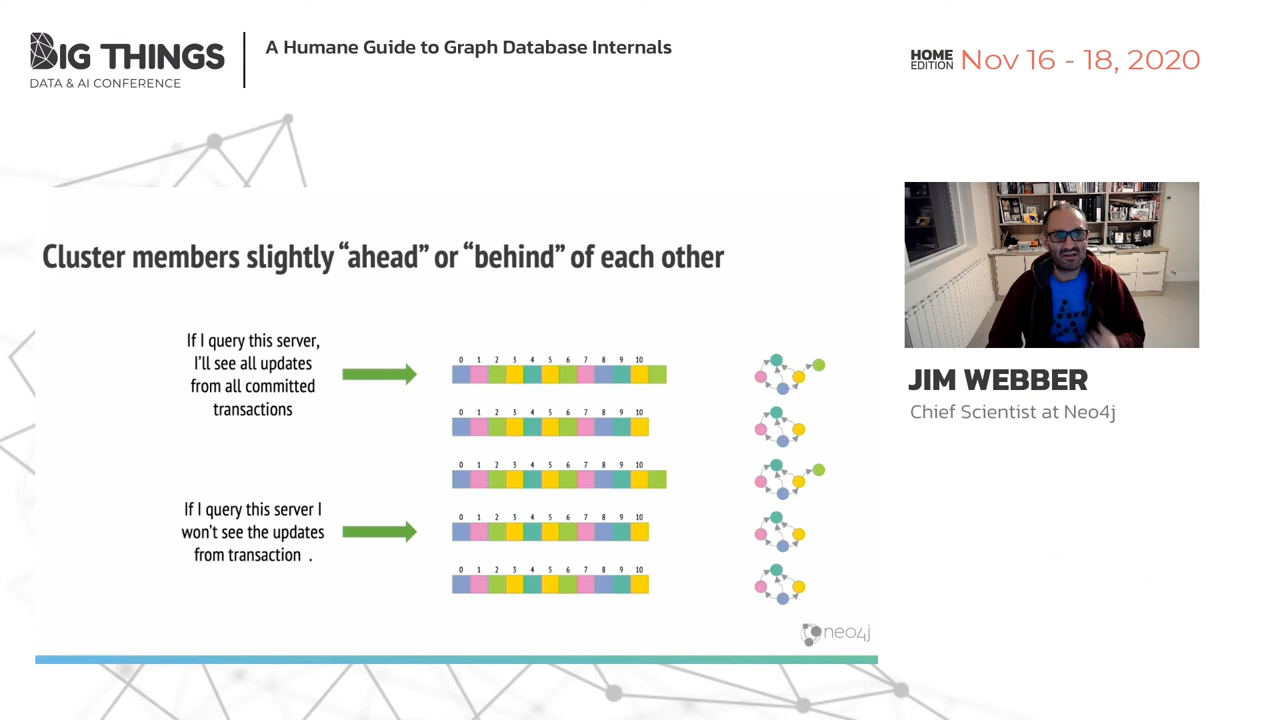 BIG THINGS
DATA & AI CONFERENCE
A Humane Guide to Graph Database Internals
HOME
EDITION
Nov 16 - 18, 2020
Cluster members slightly “ahead” or “behind” of each other
If I query this server,
I'll see all updates
from all committed
transactions
0 1 2 3 4 5 6 7 8 9 10
0 1 2 3 4 5 6 7 8 9 10
0 1 2 3 4 5 6 7 8 9 10
If I query this server I
won't see the updates
from transaction .
0 1 2 3 4 5 6 7 8 9 10
0 1 2 3 4 5 6 7 8 9 10
neo4j
JIM WEBBER
Chief Scientist at Neo4j